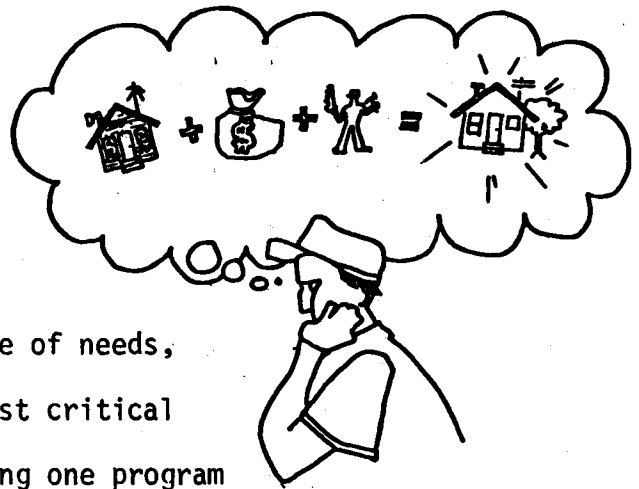 + $ + =
e of needs,
st critical
ng one program